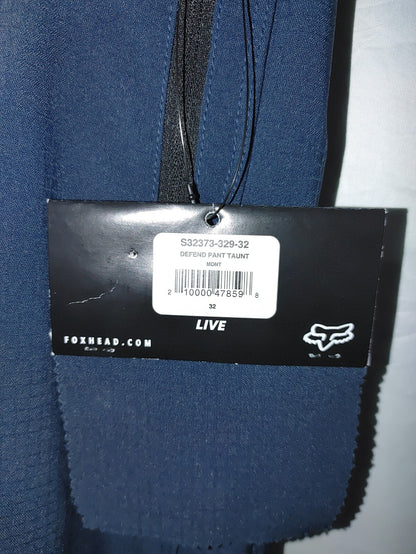 S32373-329-32
DEFEND PANT TAUNT
MDNT
2 10000 47859 8
32
LIVE
FOXHEAD.COM